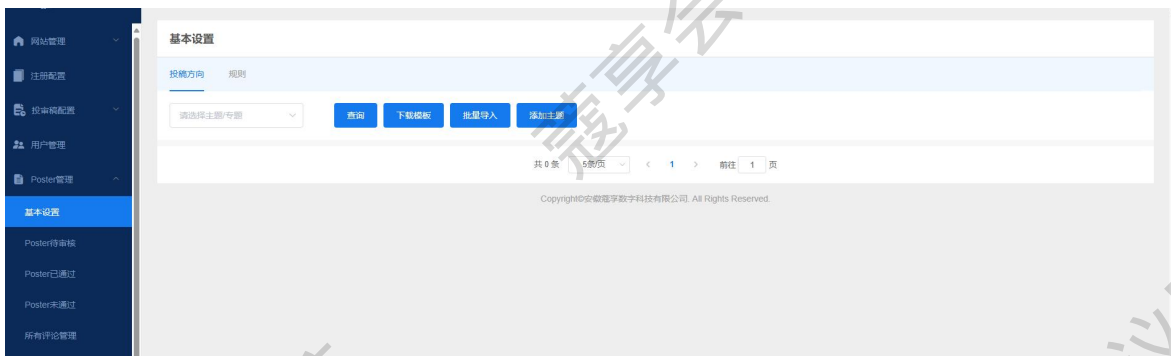 网站管理
注册配置
投审稿配置
用户管理
Poster管理
基本设置
Poster待审核
Poster已通过
Poster未通过
所有评论管理
基本设置
投稿方向 规则
请选择主题/专题 查询 下载模板 批量导入 添加主题
共 0 条 5条/页 < 1 > 前往 1 页
Copyright©安徽蔻享数字科技有限公司. All Rights Reserved.
蔻享会
议